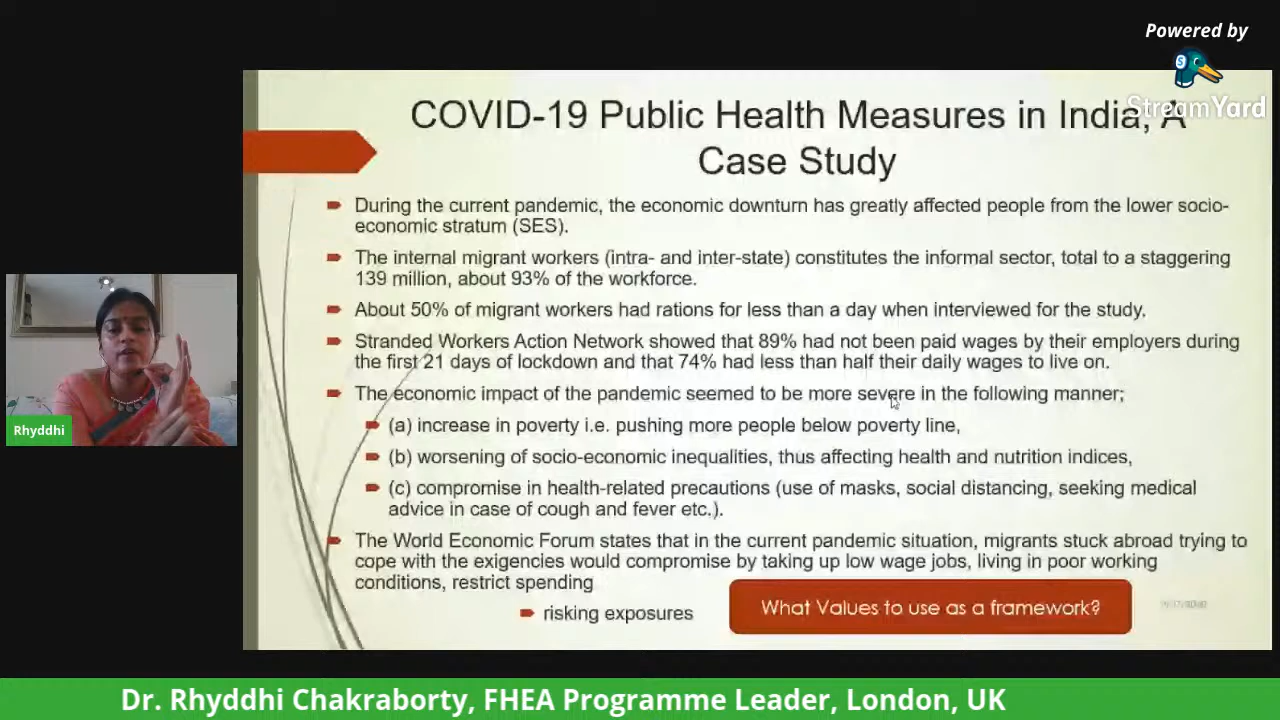 Powered by
StreamYard
COVID-19 Public Health Measures in India, A
Case Study
During the current pandemic, the economic downturn has greatly affected people from the lower socio-
economic stratum (SES).
The internal migrant workers (intra- and inter-state) constitutes the informal sector, total to a staggering
139 million, about 93% of the workforce.
About 50% of migrant workers had rations for less than a day when interviewed for the study.
Stranded Workers Action Network showed that 89% had not been paid wages by their employers during
the first 21 days of lockdown and that 74% had less than half their daily wages to live on.
The economic impact of the pandemic seemed to be more severe in the following manner;
(a) increase in poverty i.e. pushing more people below poverty line,
(b) worsening of socio-economic inequalities, thus affecting health and nutrition indices,
(c) compromise in health-related precautions (use of masks, social distancing, seeking medical
advice in case of cough and fever etc.).
The World Economic Forum states that in the current pandemic situation, migrants stuck abroad trying to
cope with the exigencies would compromise by taking up low wage jobs, living in poor working
conditions, restrict spending
risking exposures
What Values to use as a framework?
Rhyddhi
Dr. Rhyddhi Chakraborty, FHEA Programme Leader, London, UK